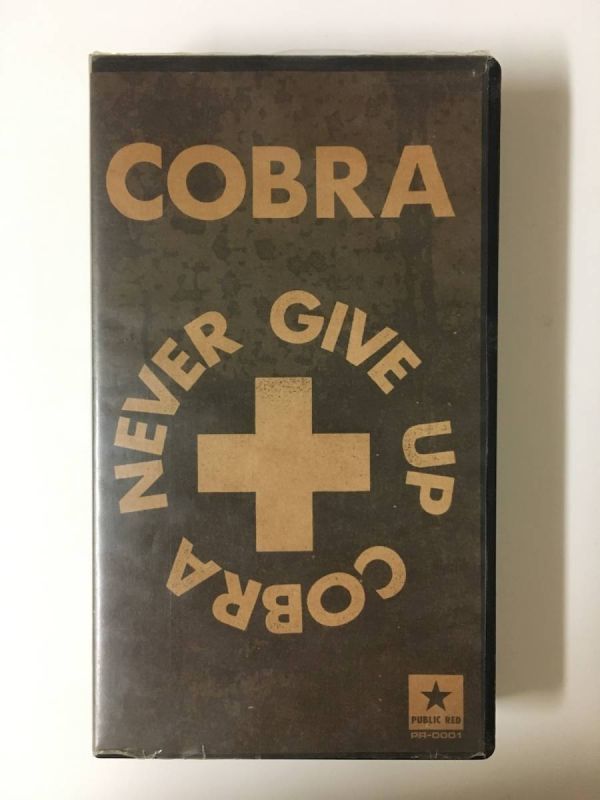 COBRA
NEVER GIVE UP
COBRA
PUBLIC RED
PR-0001